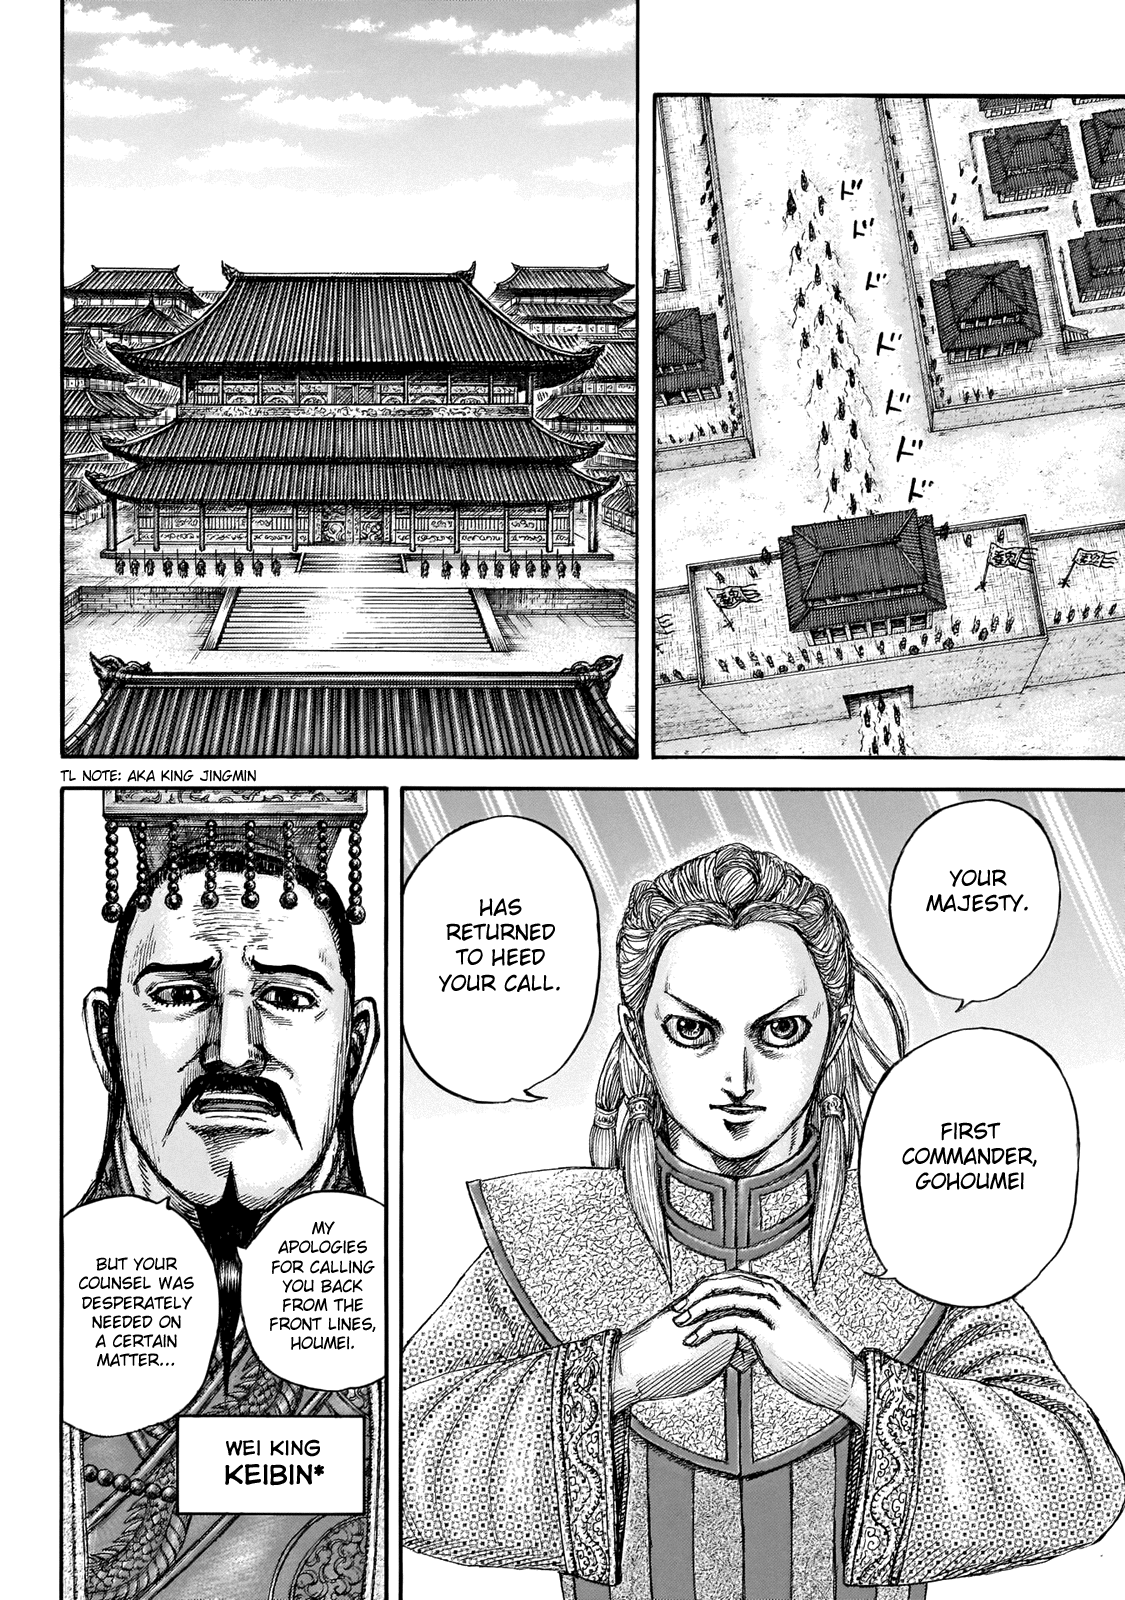 ド
ド
ド
ド
ド
ド
TL NOTE: AKA KING JINGMIN
YOUR
MAJESTY.
FIRST
COMMANDER,
GOHOUMEI
HAS
RETURNED
TO HEED
YOUR CALL.
MY
APOLOGIES
FOR CALLING
YOU BACK
FROM THE
FRONT LINES,
HOUMEI.
BUT YOUR
COUNSEL WAS
DESPERATELY
NEEDED ON
A CERTAIN
MATTER...
WEI KING
KEIBIN*